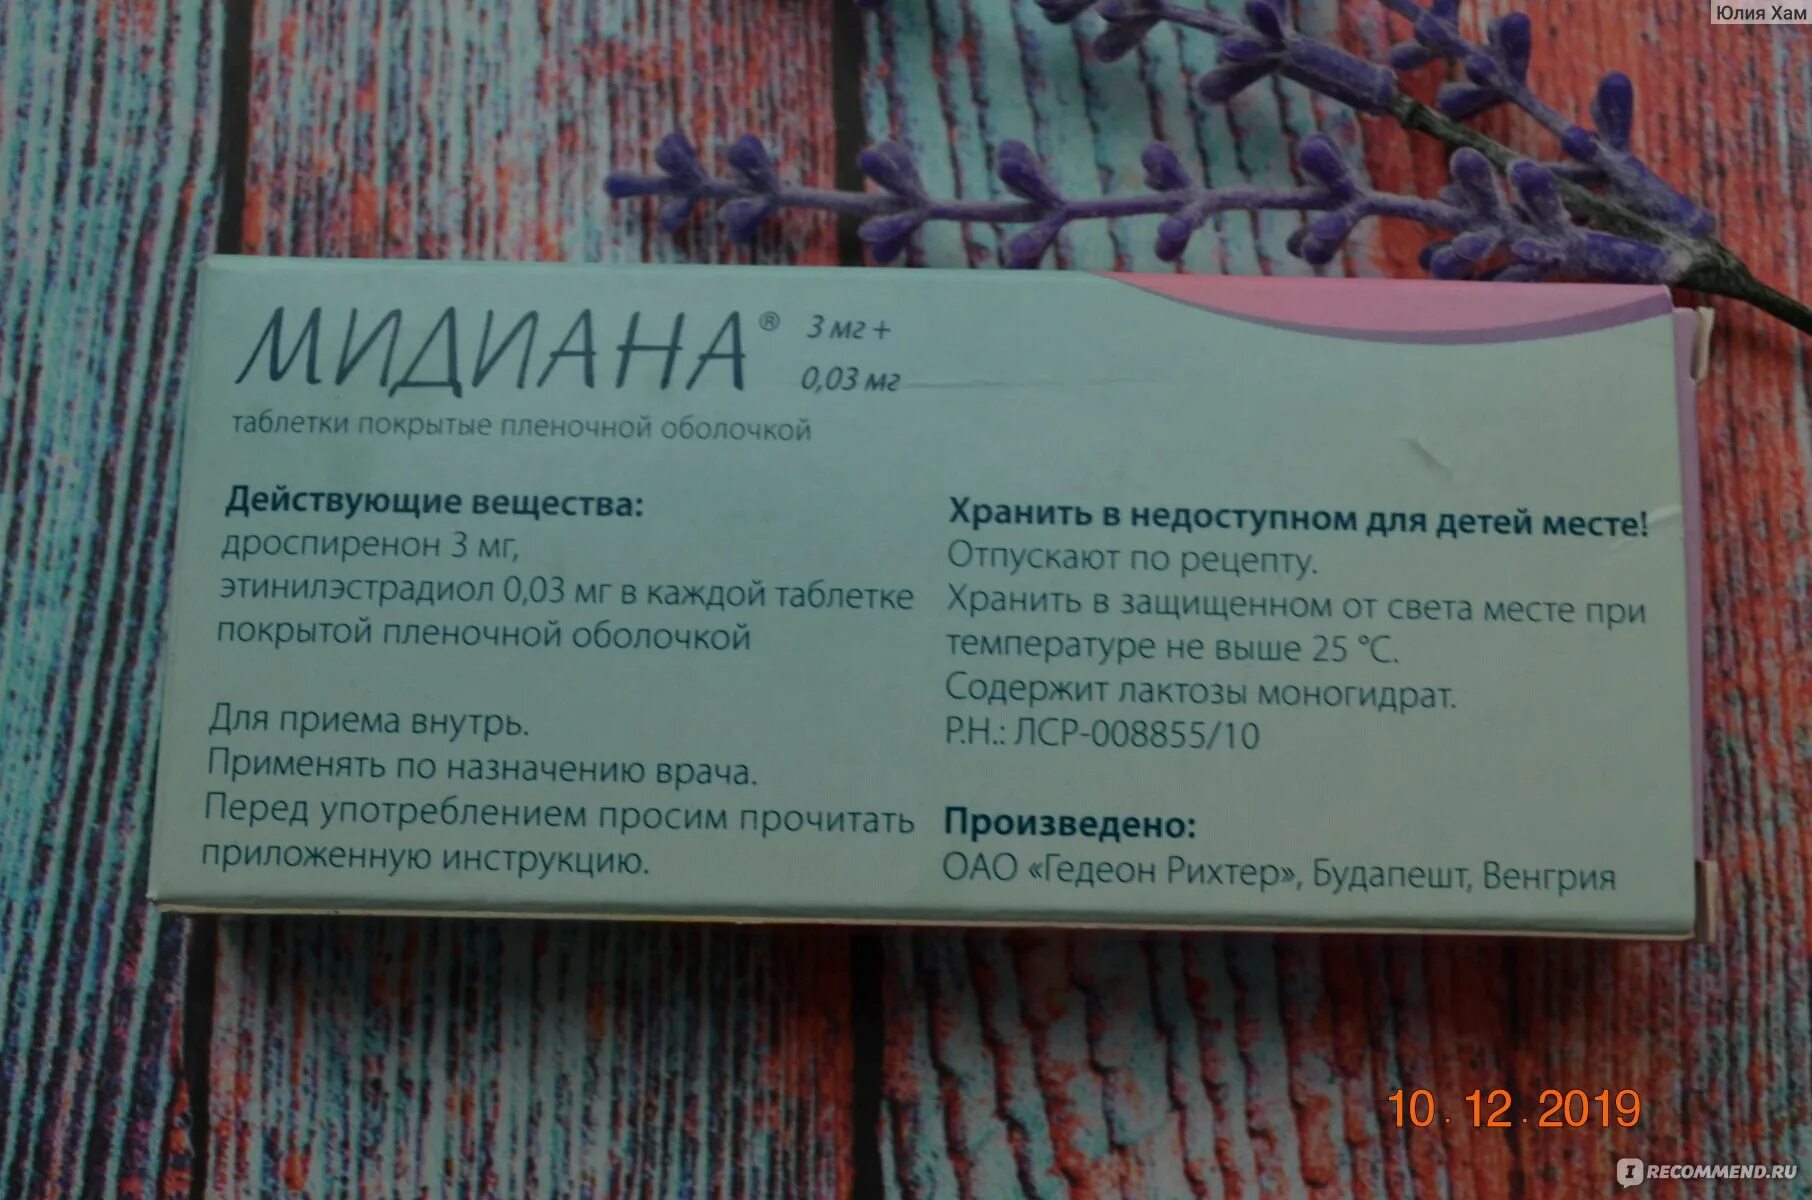 Юлия Хам
МИДИАНА® 3 мг +
0,03 мг
таблетки покрытые пленочной оболочкой
Действующие вещества:
дроспиренон 3 мг,
этинилэстрадиол 0,03 мг в каждой таблетке
покрытой пленочной оболочкой
Для приема внутрь.
Применять по назначению врача.
Перед употреблением просим прочитать
приложенную инструкцию.
Хранить в недоступном для детей месте!
Отпускают по рецепту.
Хранить в защищенном от света месте при
температуре не выше 25 °С.
Содержит лактозы моногидрат.
Р.Н.: ЛСР-008855/10
Произведено:
ОАО «Гедеон Рихтер», Будапешт, Венгрия
10.12.2019
RECOMMEND.RU